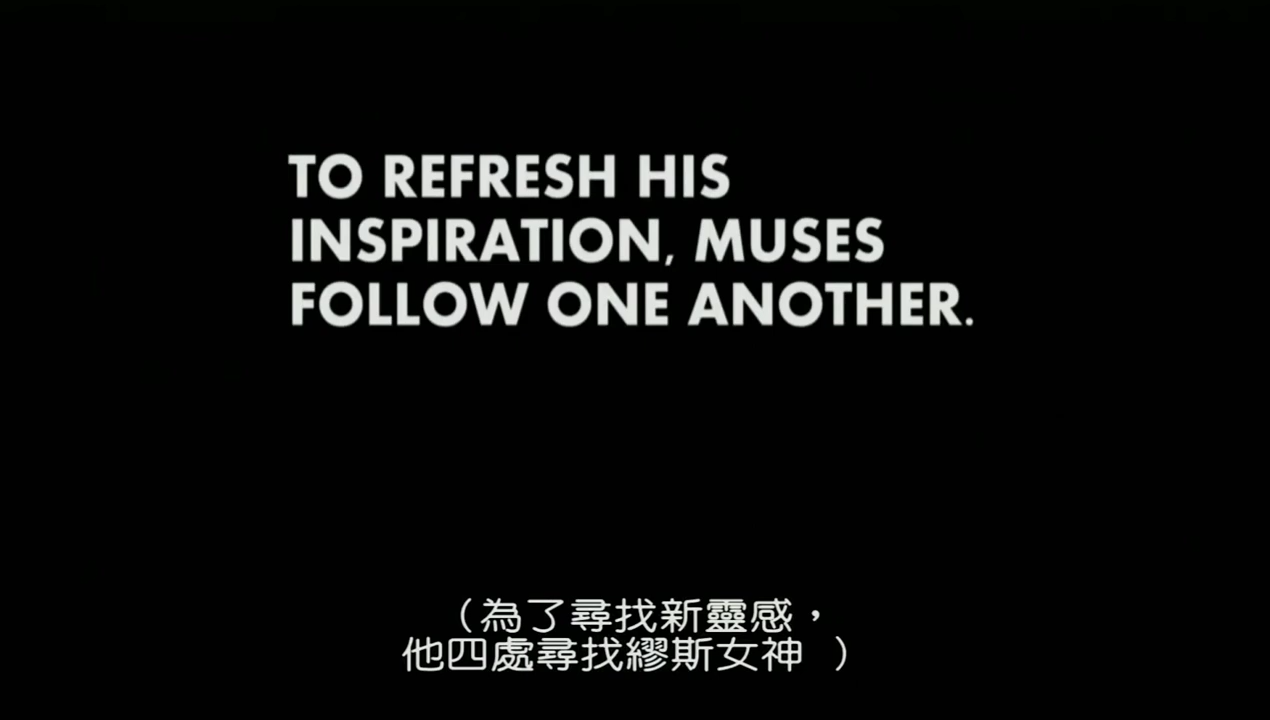 TO REFRESH HIS
INSPIRATION, MUSES
FOLLOW ONE ANOTHER.
（為了尋找新靈感，
他四處尋找繆斯女神 ）